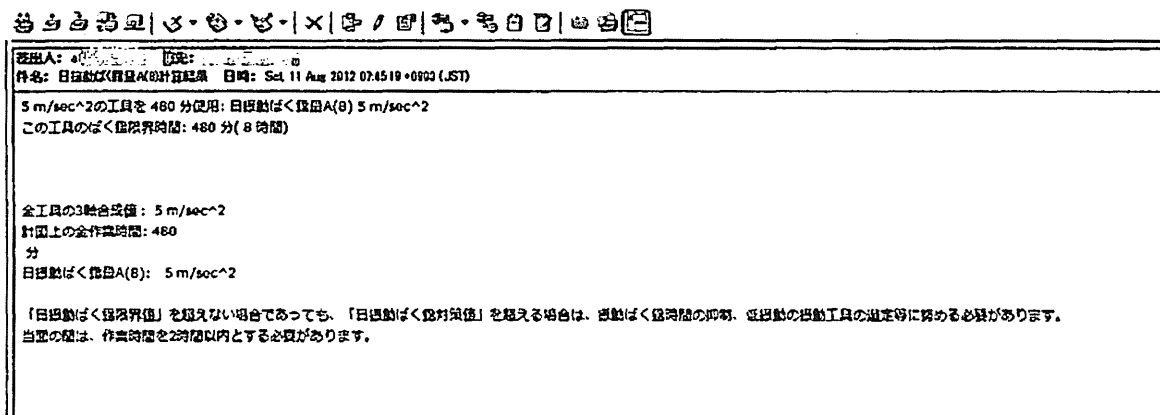 差出人: 宛先:
件名: 日振動ばく露量A(8)計算結果 日時: Sat, 11 Aug 2012 07:45:19 +0900 (JST)
5 m/sec^2の工具を 480 分使用: 日振動ばく露量A(8) 5 m/sec^2
この工具のばく露限界時間: 480 分( 8 時間)
全工具の3軸合成値 : 5 m/sec^2
計画上の全作業時間: 480
分
日振動ばく露量A(8): 5 m/sec^2
「日振動ばく露限界値」を超えない場合であっても、「日振動ばく露対策値」を超える場合は、振動ばく露時間の抑制、低振動の振動工具の選定等に努める必要があります。
当面の間は、作業時間を2時間以内とする必要があります。